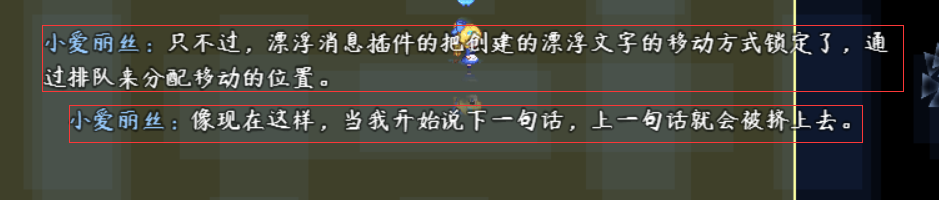 小爱丽丝：只不过，漂浮消息插件的把创建的漂浮文字的移动方式锁定了，通
过排队来分配移动的位置。
小爱丽丝：像现在这样，当我开始说下一句话，上一句话就会被挤上去。